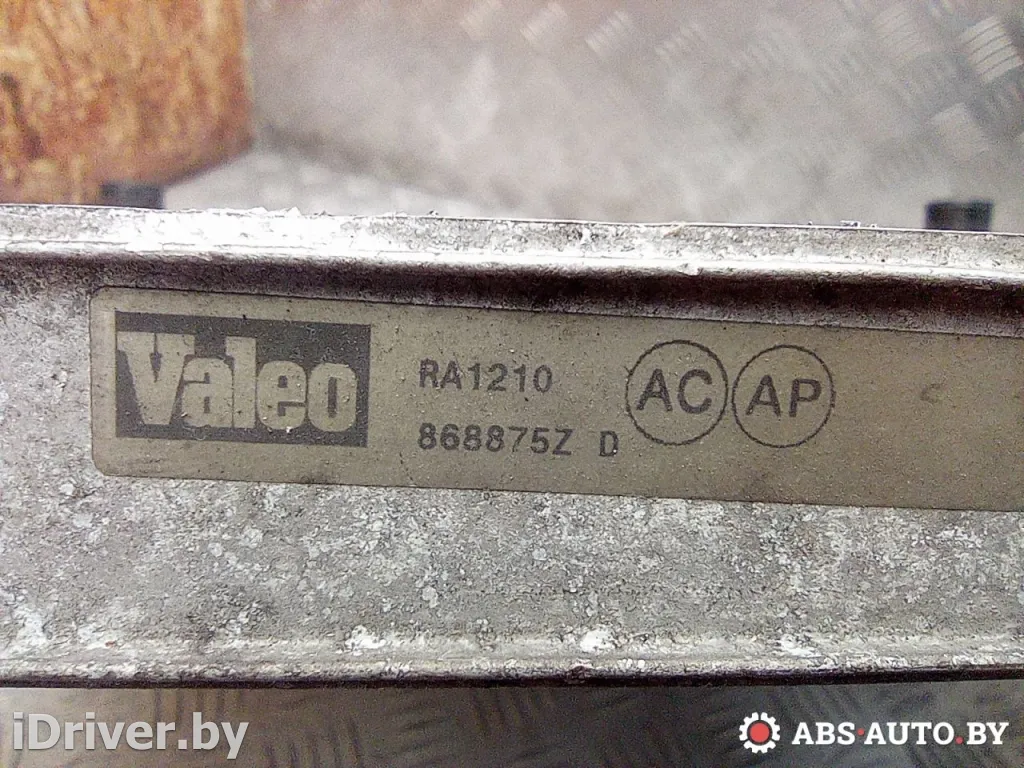 Valeo
RA1210
868875Z D
AC AP
iDriver.by
ABS-AUTO.BY